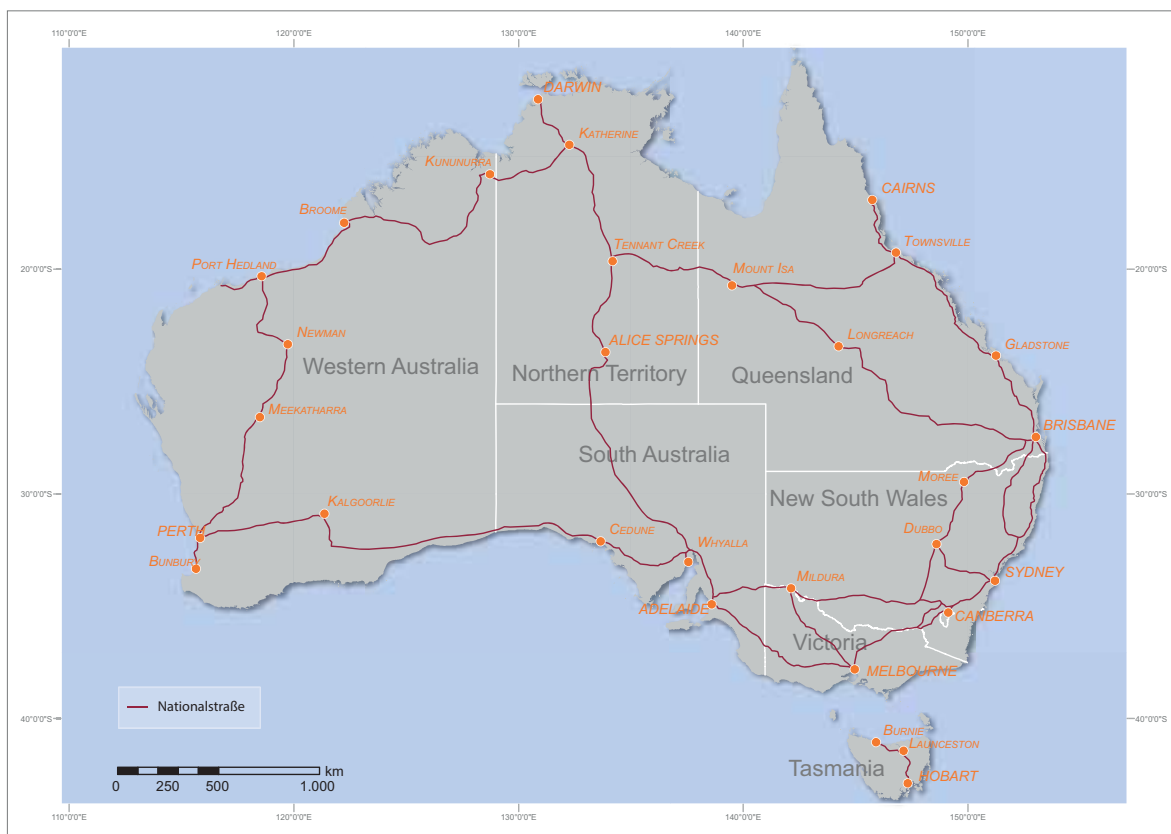 110°0'0"E 120°0'0"E 130°0'0"E 140°0'0"E 150°0'0"E
DARWIN
KATHERINE
KUNUNURRA
CAIRNS
BROOME
TENNANT CREEK
TOWNSVILLE
PORT HEDLAND
MOUNT ISA
20°0'0"S 20°0'0"S
NEWMAN
ALICE SPRINGS
LONGREACH
GLADSTONE
Western Australia
Northern Territory
Queensland
MEEKATHARRA
BRISBANE
South Australia
MOREE
30°0'0"S 30°0'0"S
New South Wales
KALGOORLIE
PERTH
CEDUNE
DUBBO
WHYALLA
BUNBURY
MILDURA
SYDNEY
ADELAIDE
CANBERRA
Victoria
MELBOURNE
Nationalstraße
40°0'0"S 40°0'0"S
BURNIE
LAUNCESTON
Tasmania
HOBART
km
0 250 500 1.000
110°0'0"E 120°0'0"E 130°0'0"E 140°0'0"E 150°0'0"E